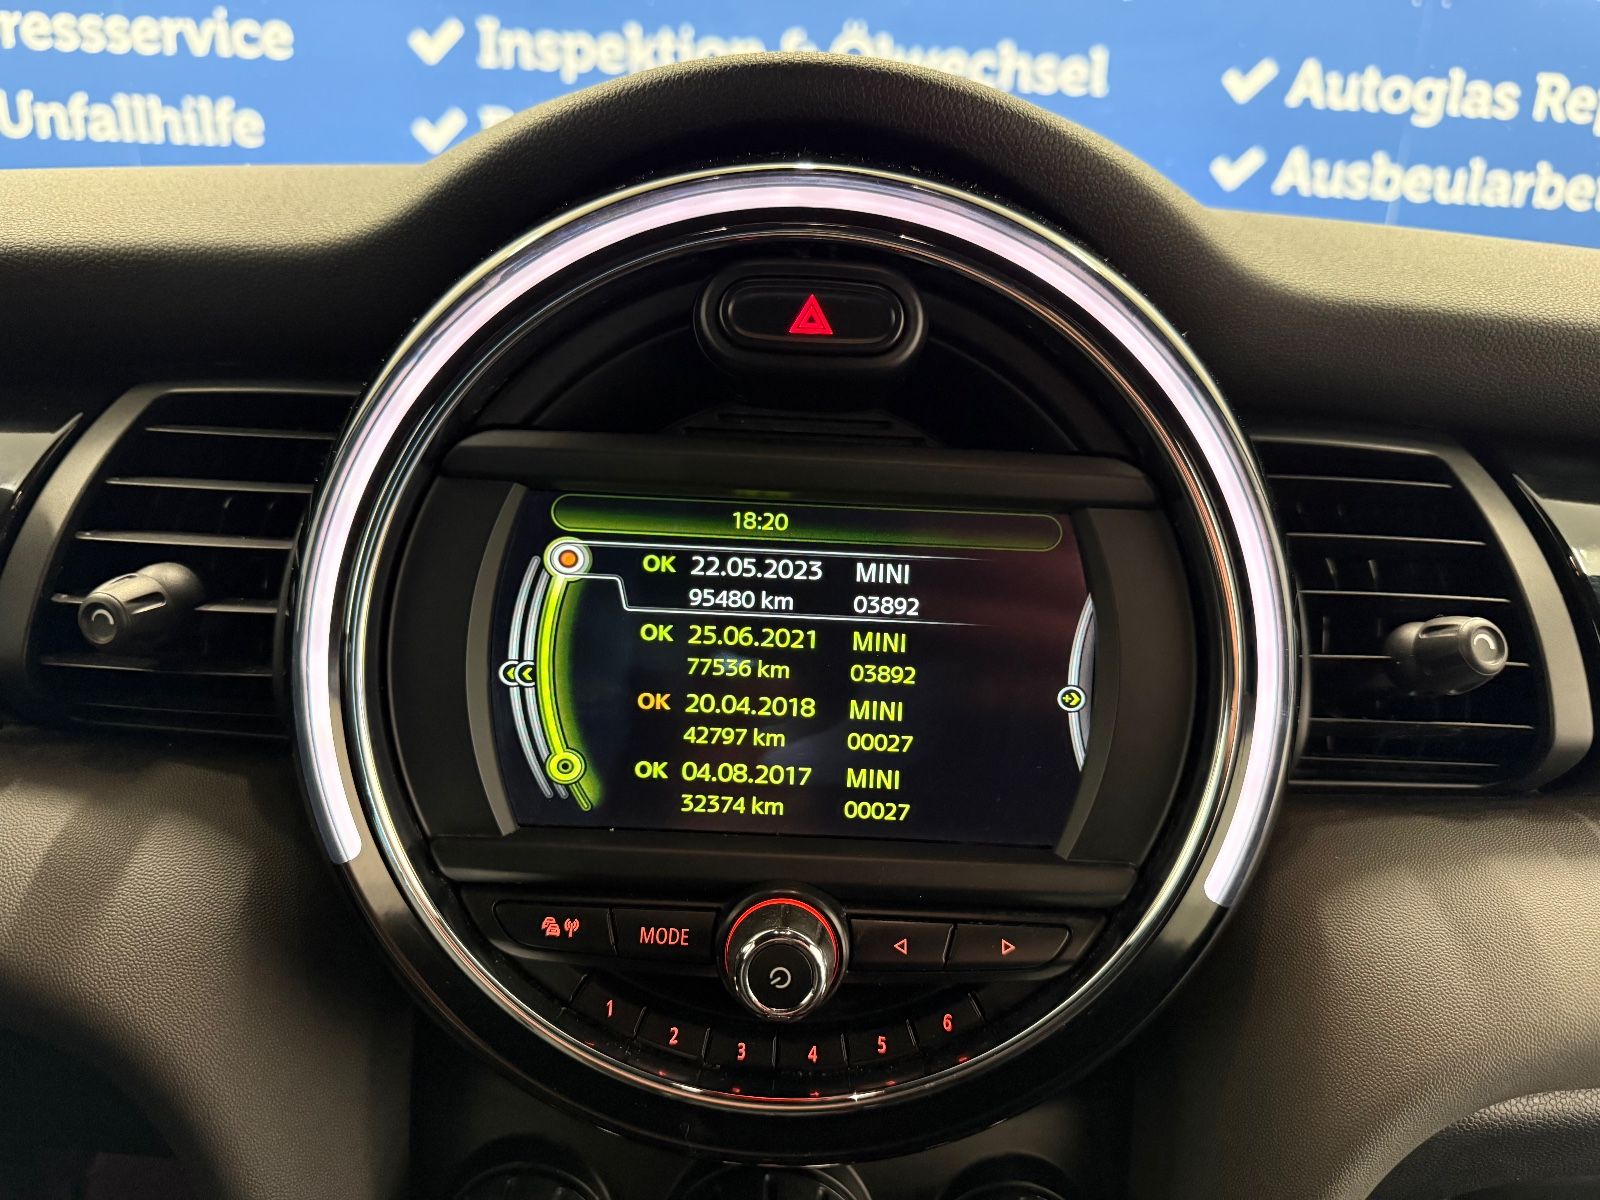 ressservice
Unfallhilfe
Inspektion & Ölwechsel
Autoglas Rep
Ausbeularbe
18:20
OK 22.05.2023 MINI
95480 km 03892
OK 25.06.2021 MINI
77536 km 03892
OK 20.04.2018 MINI
42797 km 00027
OK 04.08.2017 MINI
32374 km 00027
MODE
1 2 3 4 5 6